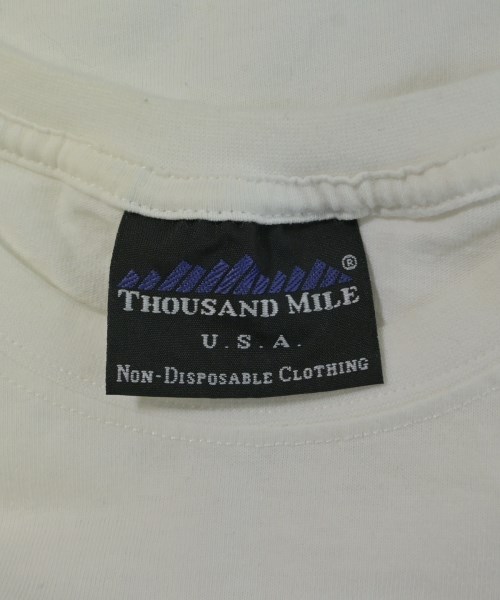 ®
THOUSAND MILE
U.S.A.
NON-DISPOSABLE CLOTHING